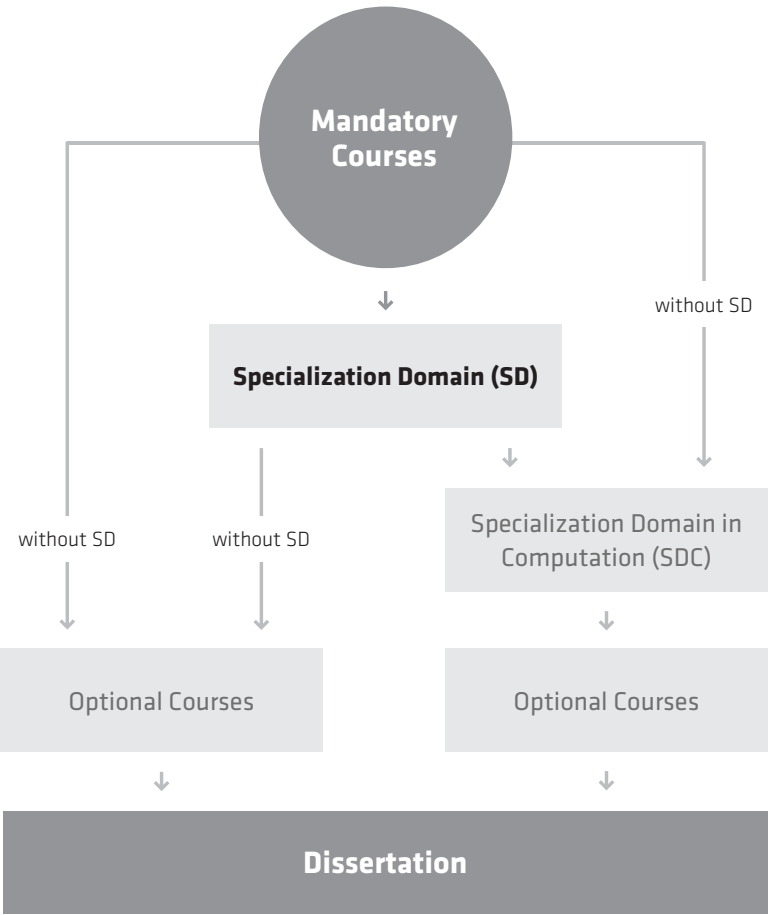 Mandatory
Courses
without SD
Specialization Domain (SD)
Specialization Domain in
Computation (SDC)
without SD
without SD
Optional Courses
Optional Courses
Dissertation